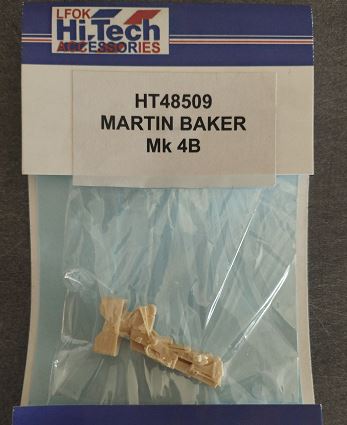 LFOK
Hi.Tech
ACCESSORIES
HT48509
MARTIN BAKER
Mk 4B